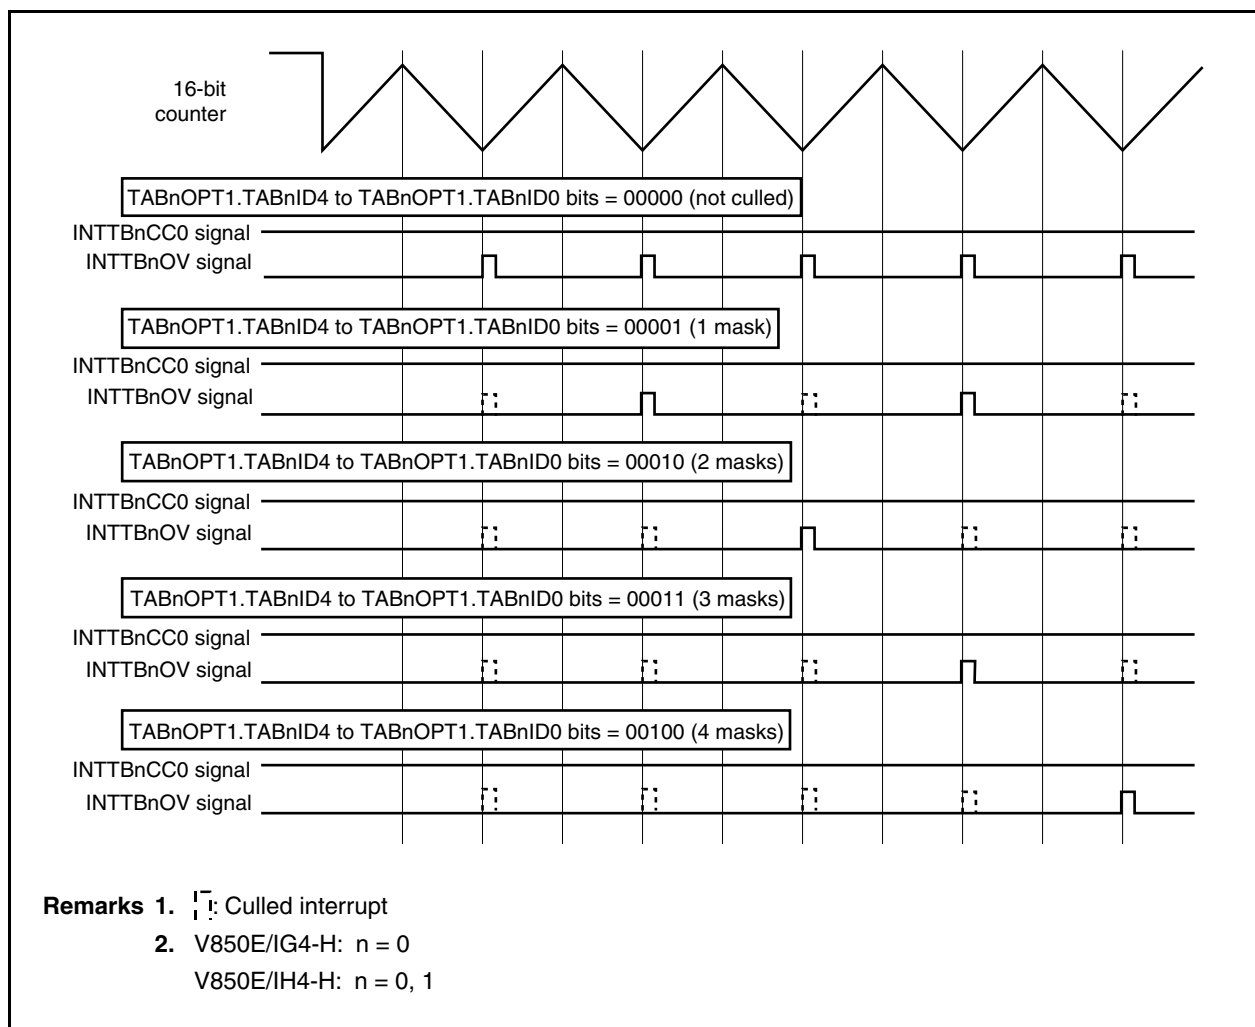 16-bit
counter
TABnOPT1.TABnID4 to TABnOPT1.TABnID0 bits = 00000 (not culled)
INTTBnCC0 signal
INTTBnOV signal
TABnOPT1.TABnID4 to TABnOPT1.TABnID0 bits = 00001 (1 mask)
INTTBnCC0 signal
INTTBnOV signal
TABnOPT1.TABnID4 to TABnOPT1.TABnID0 bits = 00010 (2 masks)
INTTBnCC0 signal
INTTBnOV signal
TABnOPT1.TABnID4 to TABnOPT1.TABnID0 bits = 00011 (3 masks)
INTTBnCC0 signal
INTTBnOV signal
TABnOPT1.TABnID4 to TABnOPT1.TABnID0 bits = 00100 (4 masks)
INTTBnCC0 signal
INTTBnOV signal
Remarks 1. : Culled interrupt
2. V850E/IG4-H: n = 0
V850E/IH4-H: n = 0, 1